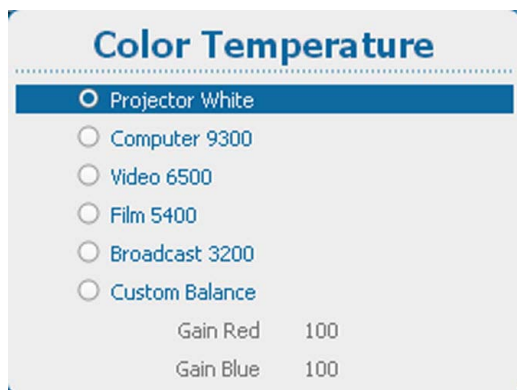 Color Temperature
Projector White
Computer 9300
Video 6500
Film 5400
Broadcast 3200
Custom Balance
Gain Red 100
Gain Blue 100